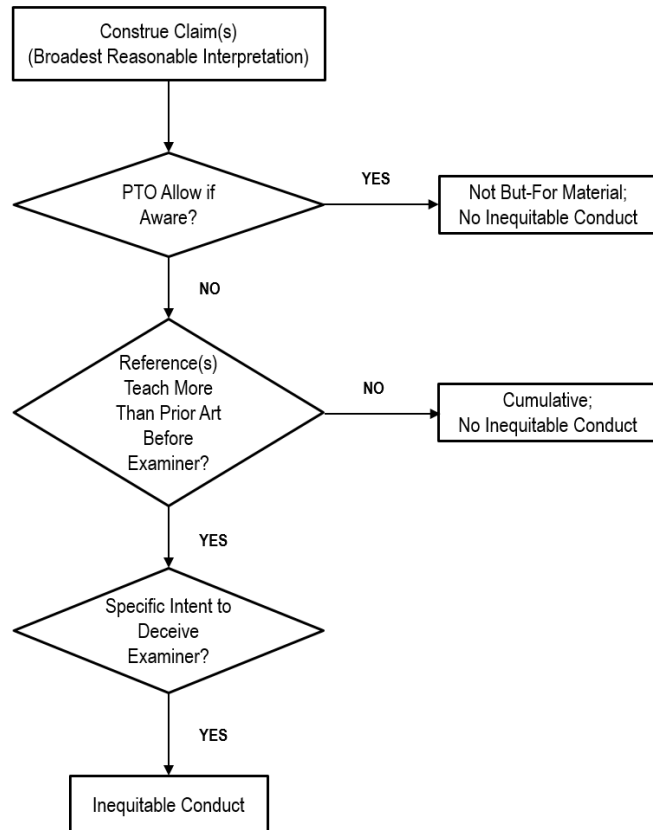 Construe Claim(s)
(Broadest Reasonable Interpretation)
PTO Allow if
Aware?
YES
Not But-For Material;
No Inequitable Conduct
NO
Reference(s)
Teach More
Than Prior Art
Before
Examiner?
NO
Cumulative;
No Inequitable Conduct
YES
Specific Intent to
Deceive
Examiner?
YES
Inequitable Conduct